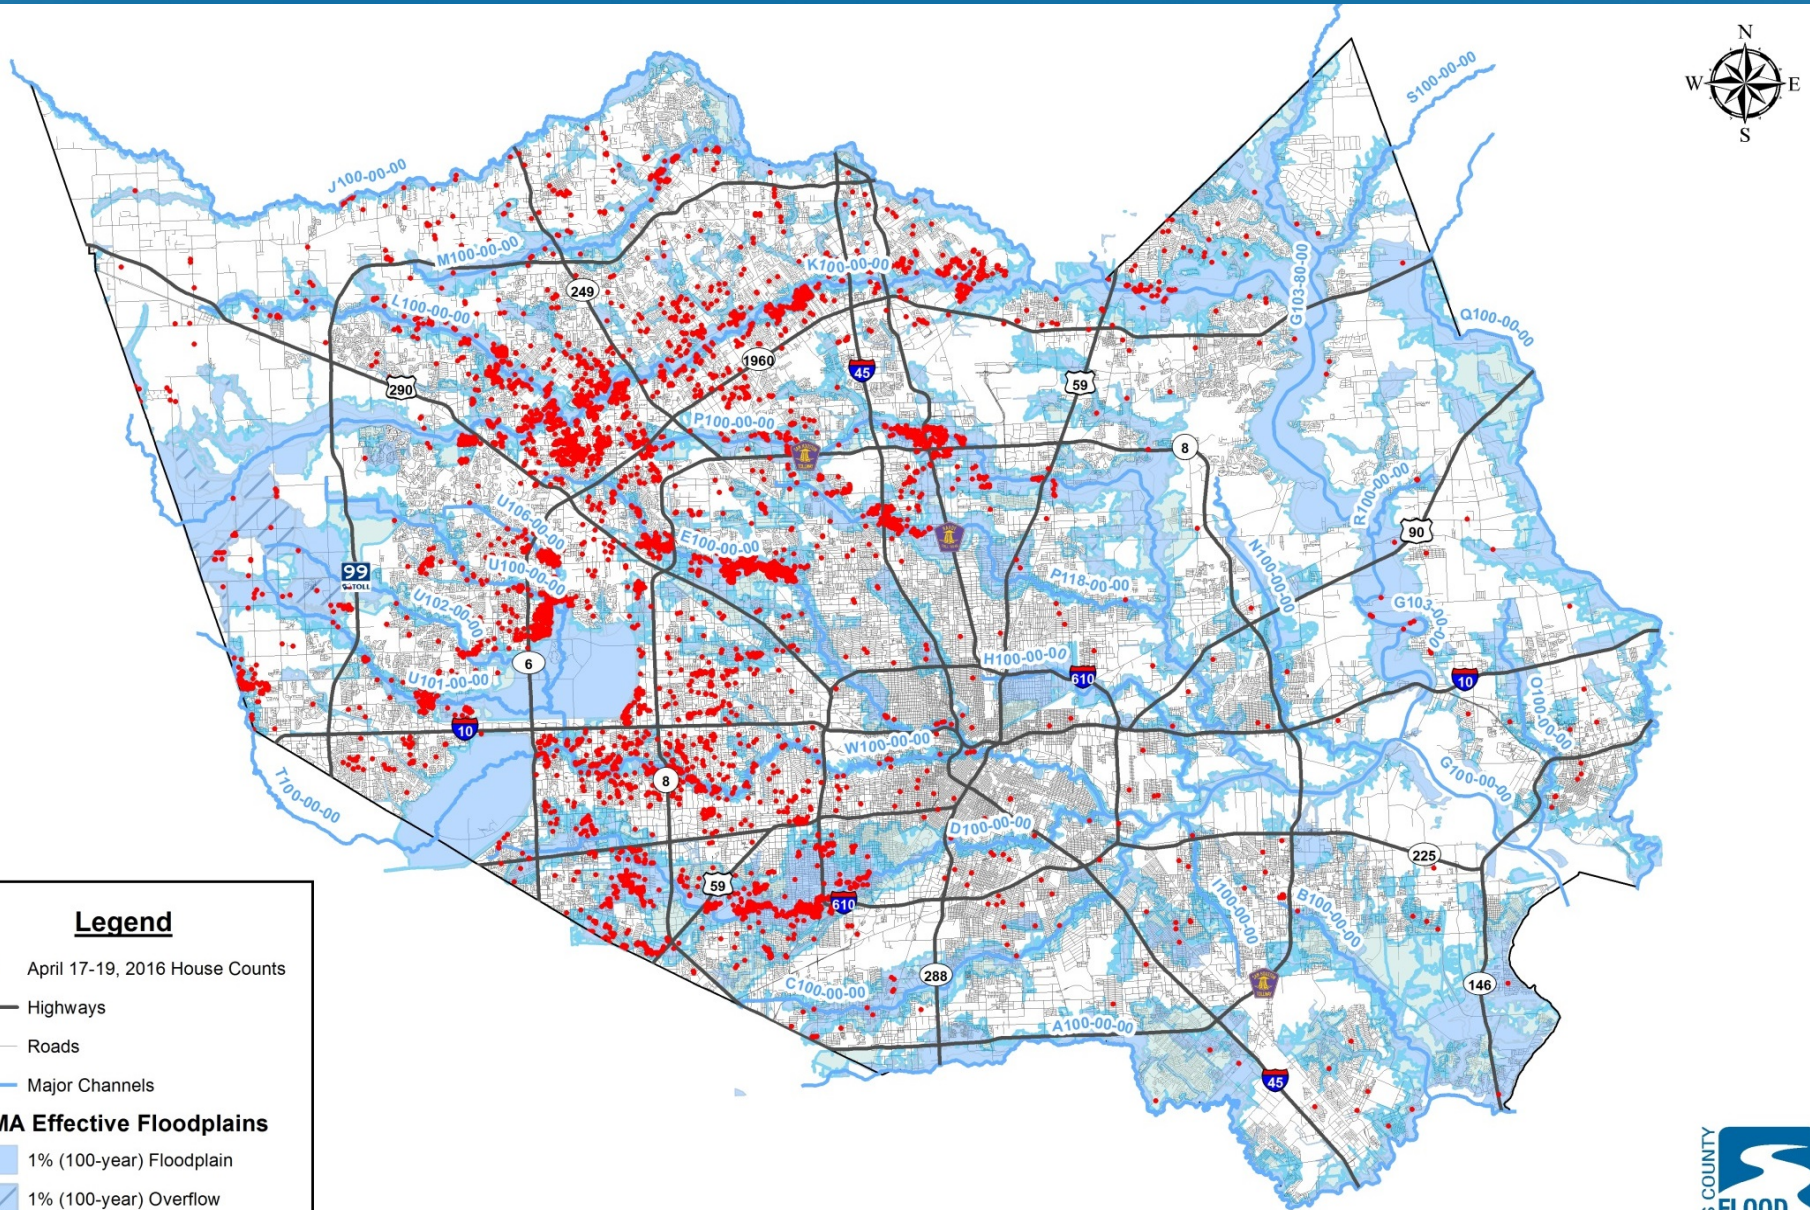 N
W E
S
S100-00-00
J100-00-00
M100-00-00
K100-00-00
G103-80-00
249
L100-00-00
Q100-00-00
1960
45
59
290
P100-00-00
8
R100-00-00
90
U106-00-00
E100-00-00
N100-00-00
99
TOLL
U100-00-00
P118-00-00
U102-00-00
G103-00-00
H100-00-00
6
610
10
U101-00-00
O100-00-00
10
W100-00-00
G100-00-00
T100-00-00
8
D100-00-00
225
59
610
I100-00-00
B100-00-00
288
146
C100-00-00
A100-00-00
45
Legend
April 17-19, 2016 House Counts
Highways
Roads
Major Channels
MA Effective Floodplains
1% (100-year) Floodplain
1% (100-year) Overflow
S COUNTY
FLOOD